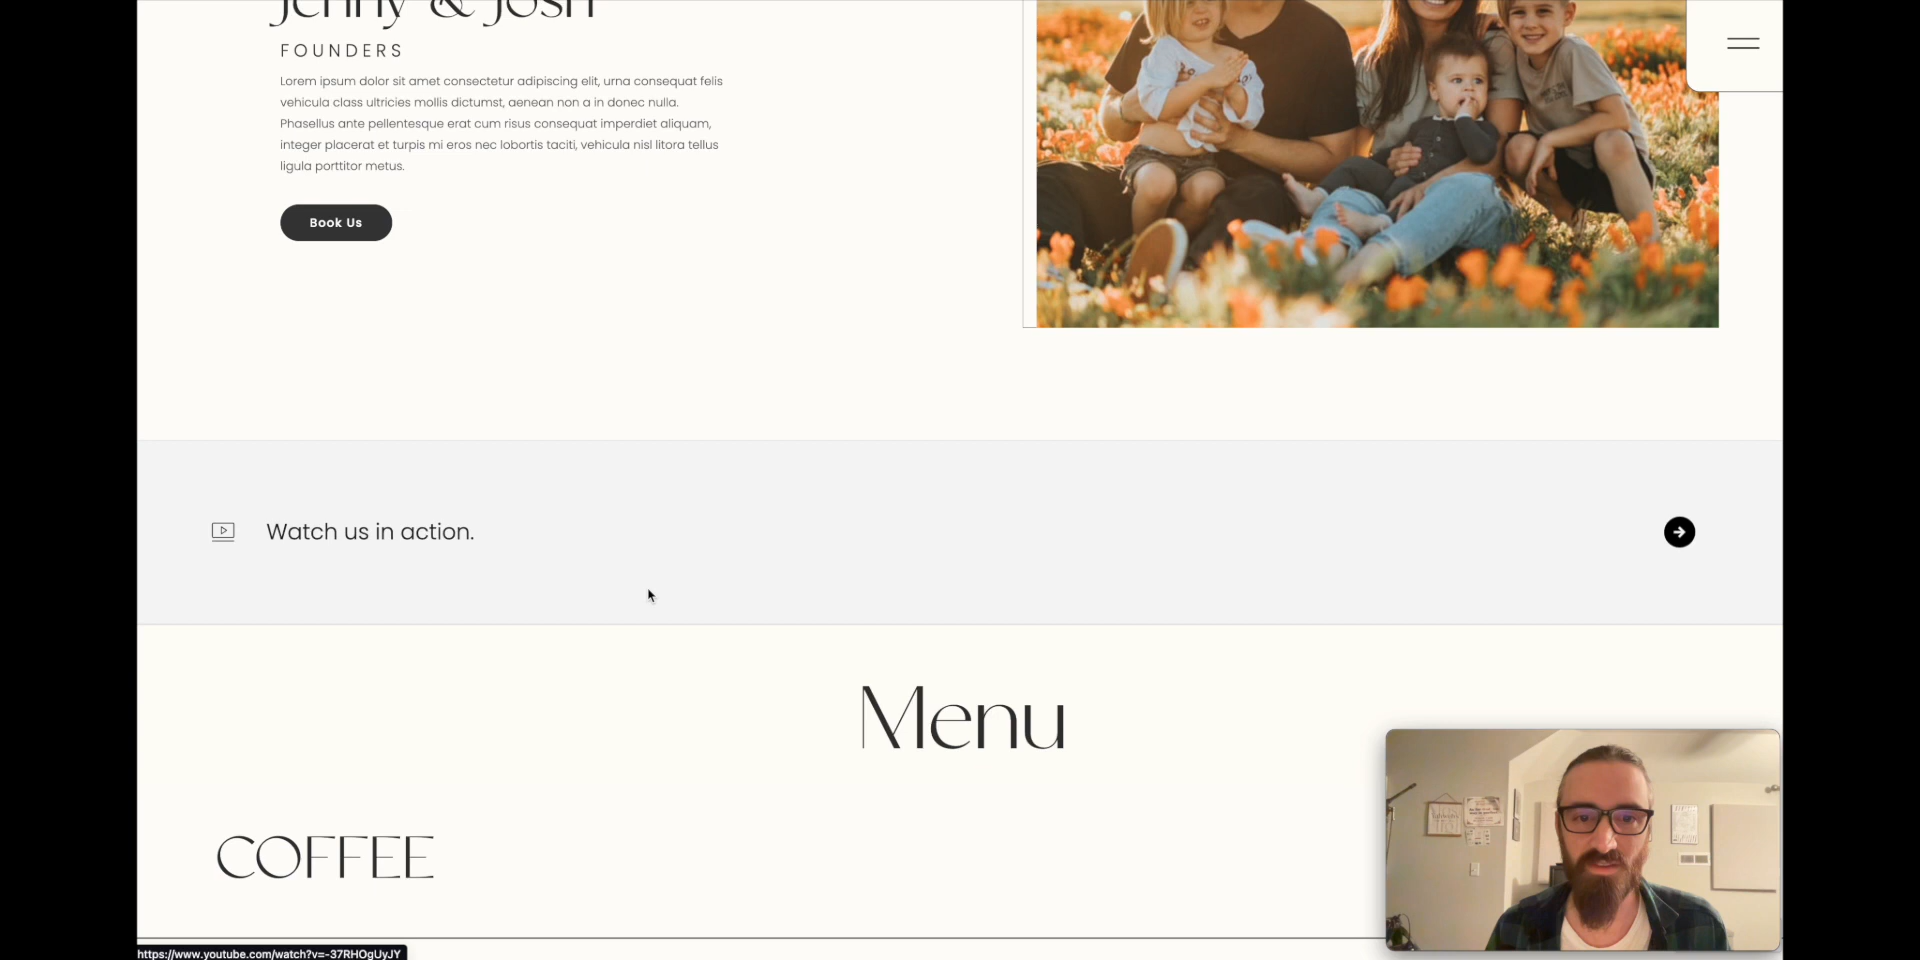 Jenny & Josh
FOUNDERS
Lorem ipsum dolor sit amet consectetur adipiscing elit, urna consequat felis
vehicula class ultricies mollis dictumst, aenean non a in donec nulla.
Phasellus ante pellentesque erat cum risus consequat imperdiet aliquam,
integer placerat et turpis mi eros nec lobortis taciti, vehicula nisl litora tellus
ligula porttitor metus.
Book Us
Watch us in action.
Menu
COFFEE
https://www.youtube.com/watch?v=-37RHOgUyJY